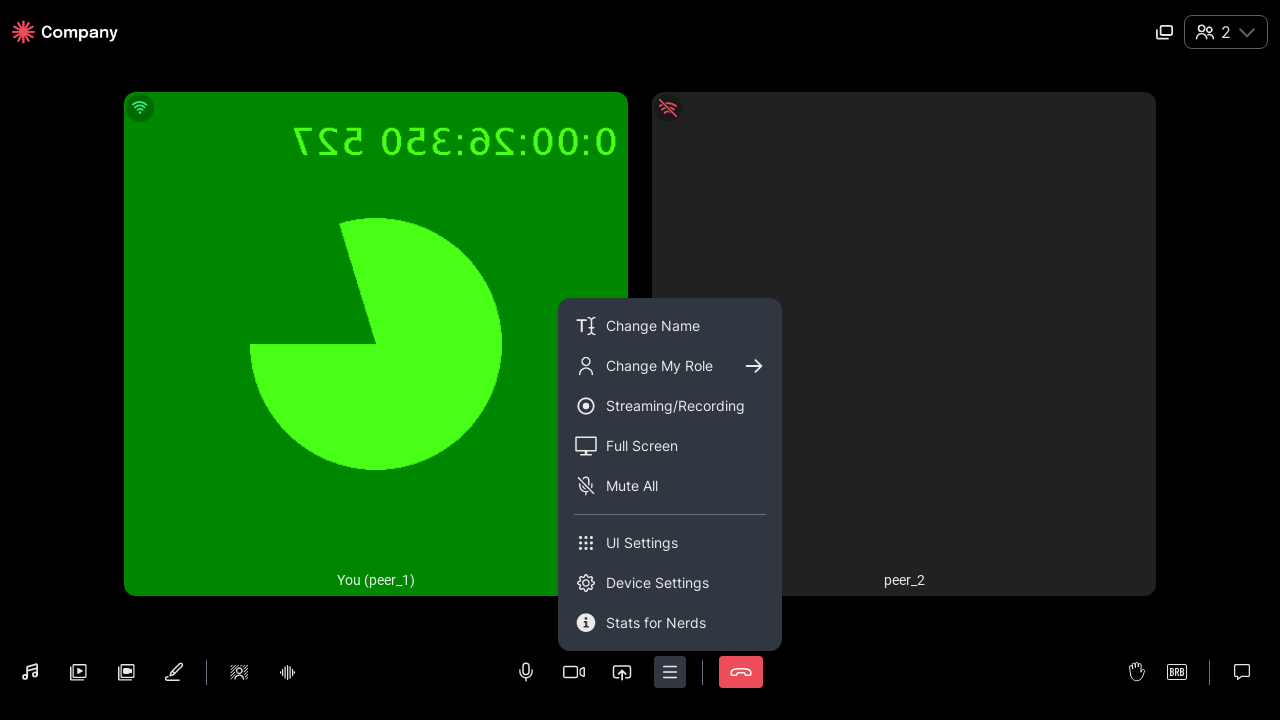 Company
2
0:00:26:350 527
Change Name
Change My Role
Streaming/Recording
Full Screen
Mute All
UI Settings
Device Settings
Stats for Nerds
You (peer_1)
peer_2
BRB